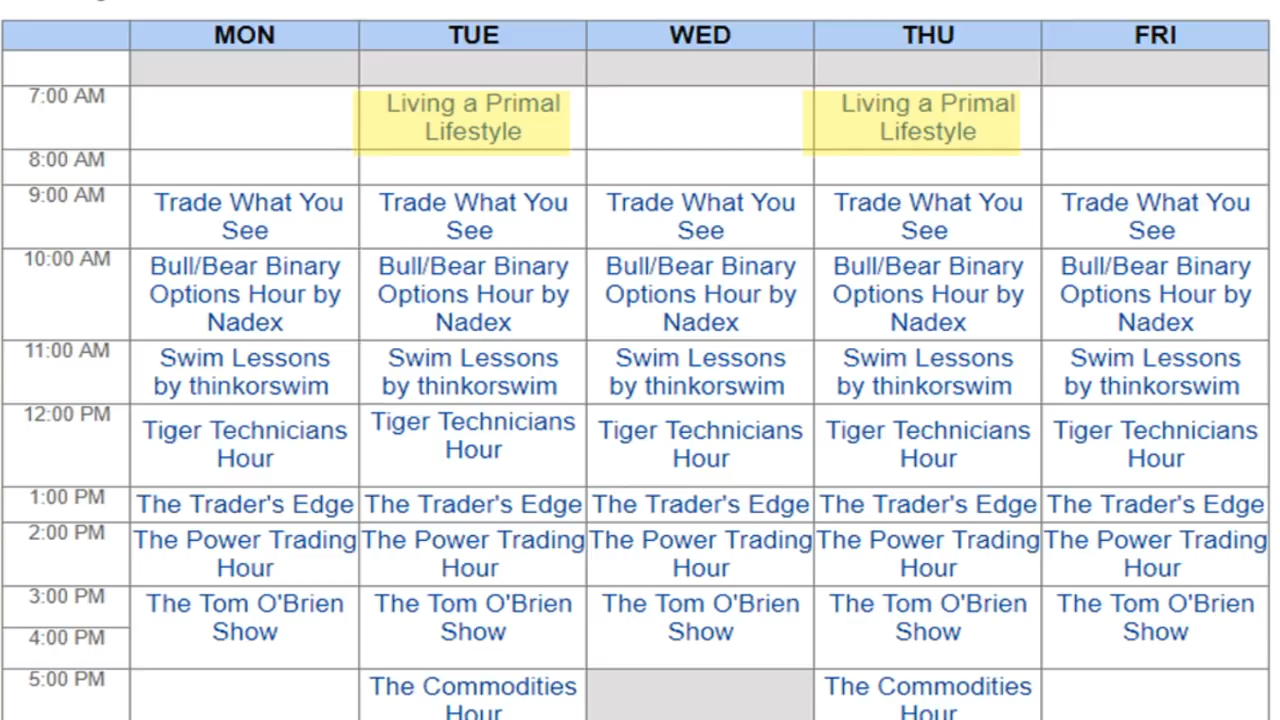 MON TUE WED THU FRI
7:00 AM
Living a Primal
Lifestyle
Living a Primal
Lifestyle
8:00 AM
9:00 AM
Trade What You
See
Trade What You
See
Trade What You
See
Trade What You
See
Trade What You
See
10:00 AM
Bull/Bear Binary
Options Hour by
Nadex
Bull/Bear Binary
Options Hour by
Nadex
Bull/Bear Binary
Options Hour by
Nadex
Bull/Bear Binary
Options Hour by
Nadex
Bull/Bear Binary
Options Hour by
Nadex
11:00 AM
Swim Lessons
by thinkorswim
Swim Lessons
by thinkorswim
Swim Lessons
by thinkorswim
Swim Lessons
by thinkorswim
Swim Lessons
by thinkorswim
12:00 PM
Tiger Technicians
Hour
Tiger Technicians
Hour
Tiger Technicians
Hour
Tiger Technicians
Hour
Tiger Technicians
Hour
1:00 PM
The Trader's Edge
The Trader's Edge
The Trader's Edge
The Trader's Edge
The Trader's Edge
2:00 PM
The Power Trading
Hour
The Power Trading
Hour
The Power Trading
Hour
The Power Trading
Hour
The Power Trading
Hour
3:00 PM
The Tom O'Brien
Show
The Tom O'Brien
Show
The Tom O'Brien
Show
The Tom O'Brien
Show
The Tom O'Brien
Show
4:00 PM
5:00 PM
The Commodities
Hour
The Commodities
Hour